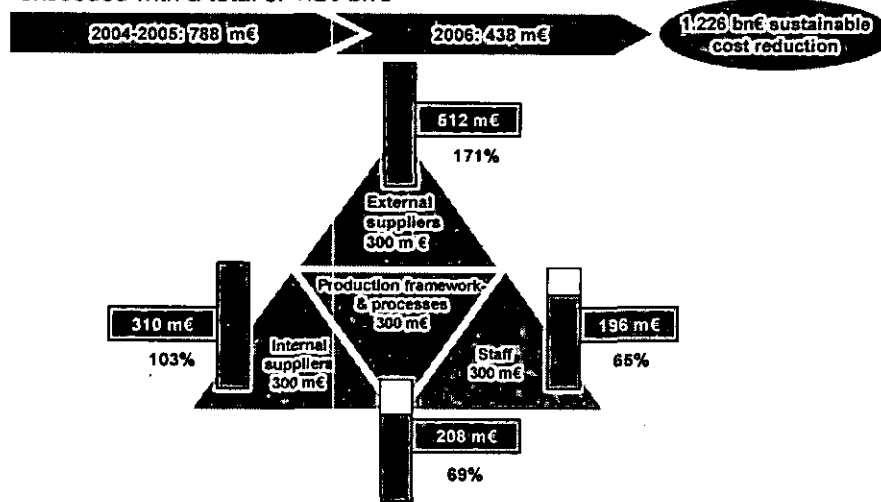 2004-2005: 788 m€
2006: 438 m€
1.226 bn€ sustainable
cost reduction
512 m€
171%
External
suppliers
300 m €
Production framework
& processes
300 m€
310 m€
103%
Internal
suppliers
300 m€
Staff
300 m€
196 m€
65%
208 m€
69%